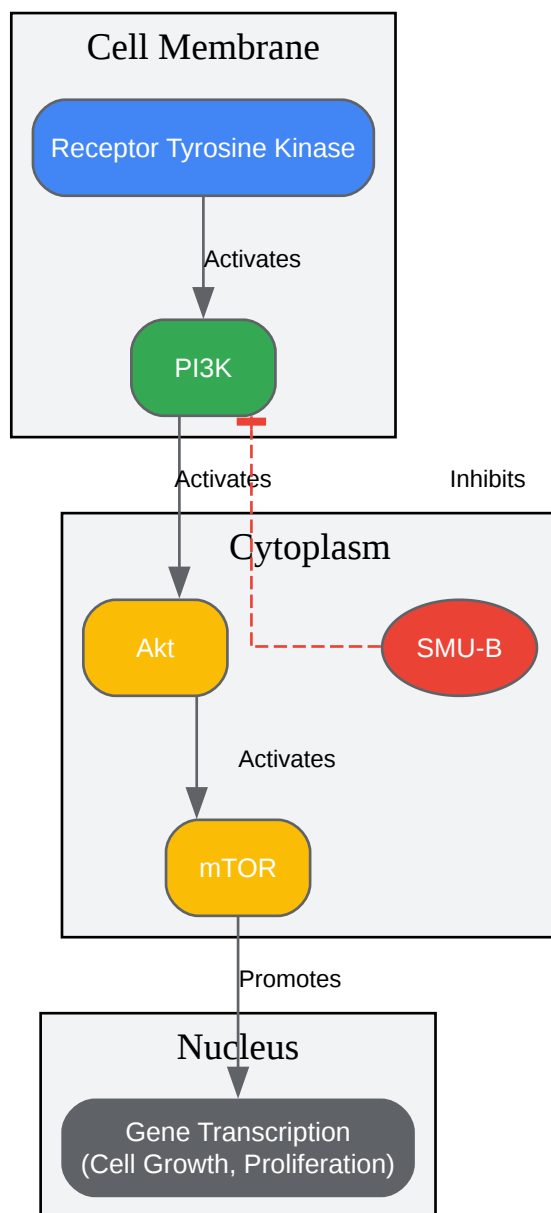 Cell Membrane
Receptor Tyrosine Kinase
Activates
PI3K
Activates
Inhibits
Cytoplasm
Akt
SMU-B
Activates
mTOR
Promotes
Nucleus
Gene Transcription
(Cell Growth, Proliferation)